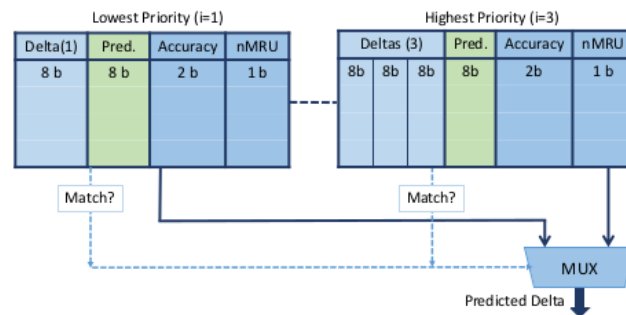 Lowest Priority (i=1)
Highest Priority (i=3)
Delta(1) Pred. Accuracy nMRU
8 b 8 b 2 b 1 b
Deltas (3) Pred. Accuracy nMRU
8b 8b 8b 8b 2b 1 b
Match?
Match?
MUX
Predicted Delta